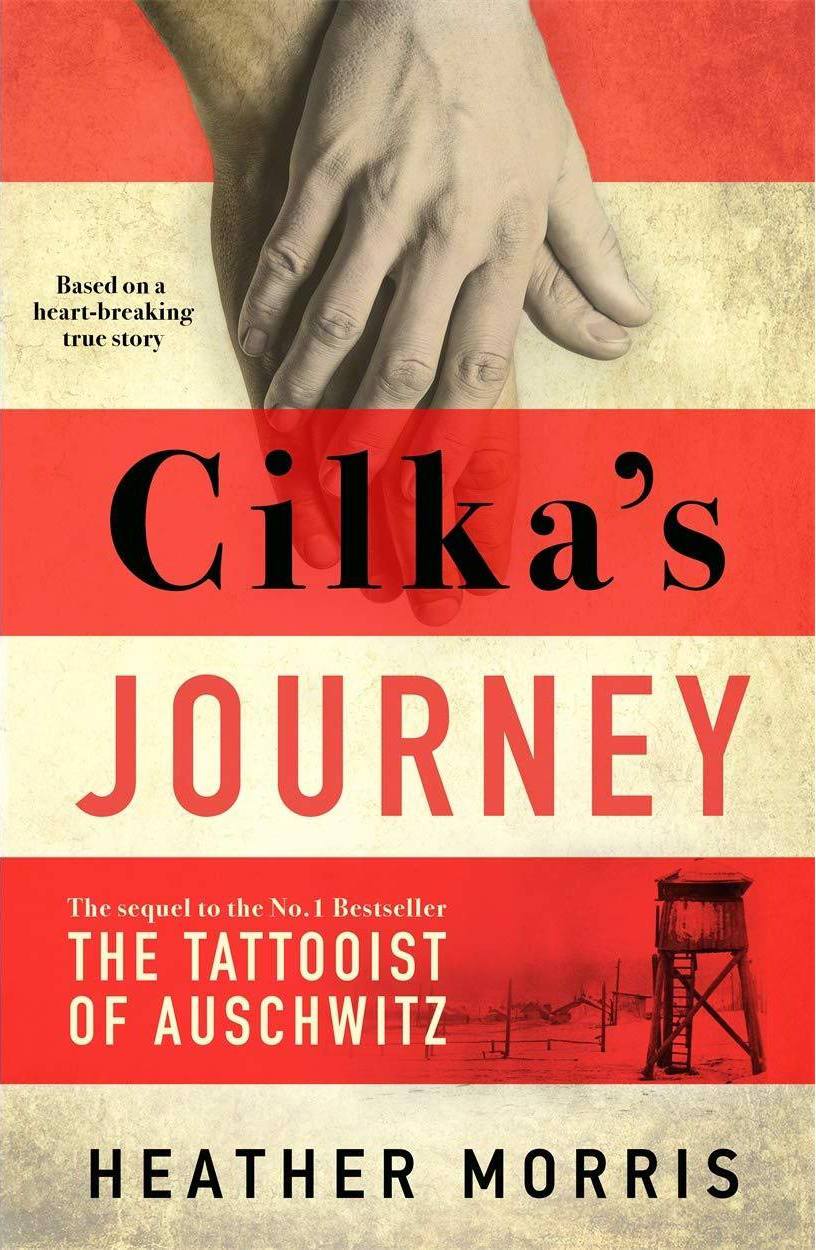 Based on a
heart-breaking
true story
Cilka’s
JOURNEY
The sequel to the No.1 Bestseller
THE TATTOOIST
OF AUSCHWITZ
HEATHER MORRIS